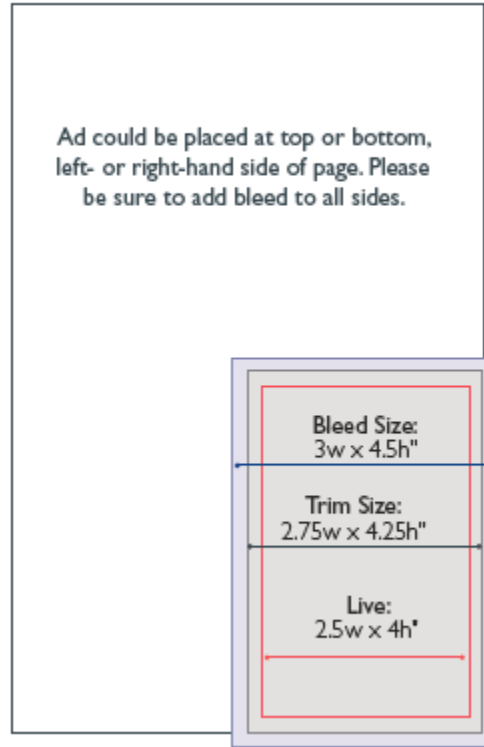 Ad could be placed at top or bottom,
left- or right-hand side of page. Please
be sure to add bleed to all sides.
Bleed Size:
3w x 4.5h"
Trim Size:
2.75w x 4.25h"
Live:
2.5w x 4h"